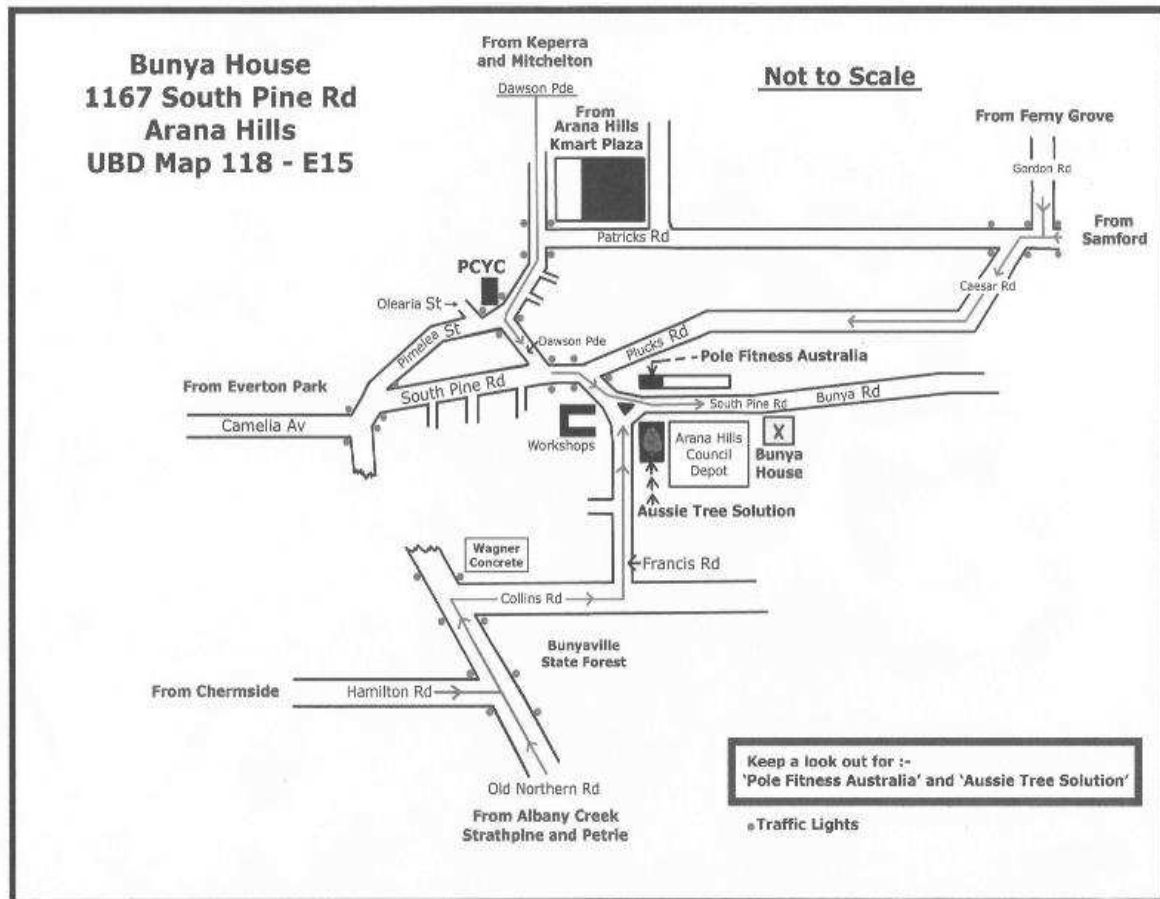 Bunya House
1167 South Pine Rd
Arana Hills
UBD Map 118 - E15
From Keperra
and Mitchelton
Dawson Pde
Not to Scale
From
Arana Hills
Kmart Plaza
From Ferny Grove
Gordon Rd
From
Samford
Patricks Rd
PCYC
Olearia St
Caesar Rd
Pimelea St
Dawson Pde
Plucks Rd
Pole Fitness Australia
From Everton Park
South Pine Rd
South Pine Rd
Bunya Rd
Camelia Av
Workshops
Arana Hills
Council
Depot
X
Bunya
House
Aussie Tree Solution
Wagner
Concrete
Francis Rd
Collins Rd
Bunyaville
State Forest
From Chermside
Hamilton Rd
Old Northern Rd
From Albany Creek
Strathpine and Petrie
Keep a look out for :-
'Pole Fitness Australia' and 'Aussie Tree Solution'
Traffic Lights